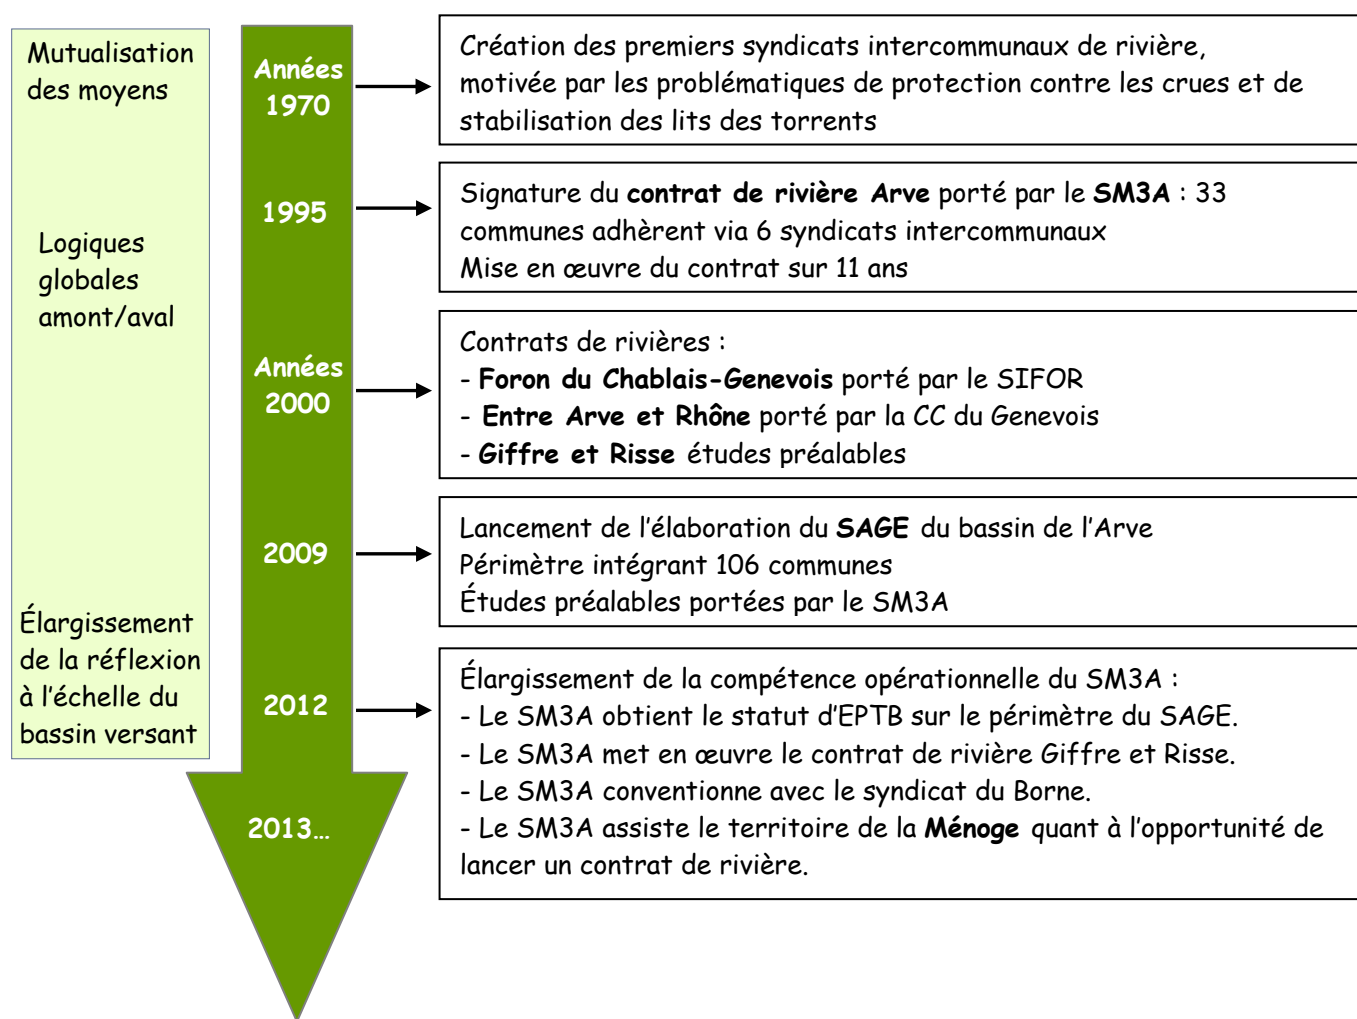 Mutualisation
des moyens
Logiques
globales
amont/aval
Élargissement
de la réflexion
à l'échelle du
bassin versant
Années
1970
Création des premiers syndicats intercommunaux de rivière,
motivée par les problématiques de protection contre les crues et de
stabilisation des lits des torrents
1995
Signature du contrat de rivière Arve porté par le SM3A : 33
communes adhèrent via 6 syndicats intercommunaux
Mise en œuvre du contrat sur 11 ans
Années
2000
Contrats de rivières :
- Foron du Chablais-Genevois porté par le SIFOR
- Entre Arve et Rhône porté par la CC du Genevois
- Giffre et Risse études préalables
2009
Lancement de l'élaboration du SAGE du bassin de l'Arve
Périmètre intégrant 106 communes
Études préalables portées par le SM3A
2012
Élargissement de la compétence opérationnelle du SM3A :
- Le SM3A obtient le statut d'EPTB sur le périmètre du SAGE.
- Le SM3A met en œuvre le contrat de rivière Giffre et Risse.
- Le SM3A conventionne avec le syndicat du Borne.
- Le SM3A assiste le territoire de la Ménoge quant à l'opportunité de
lancer un contrat de rivière.
2013…